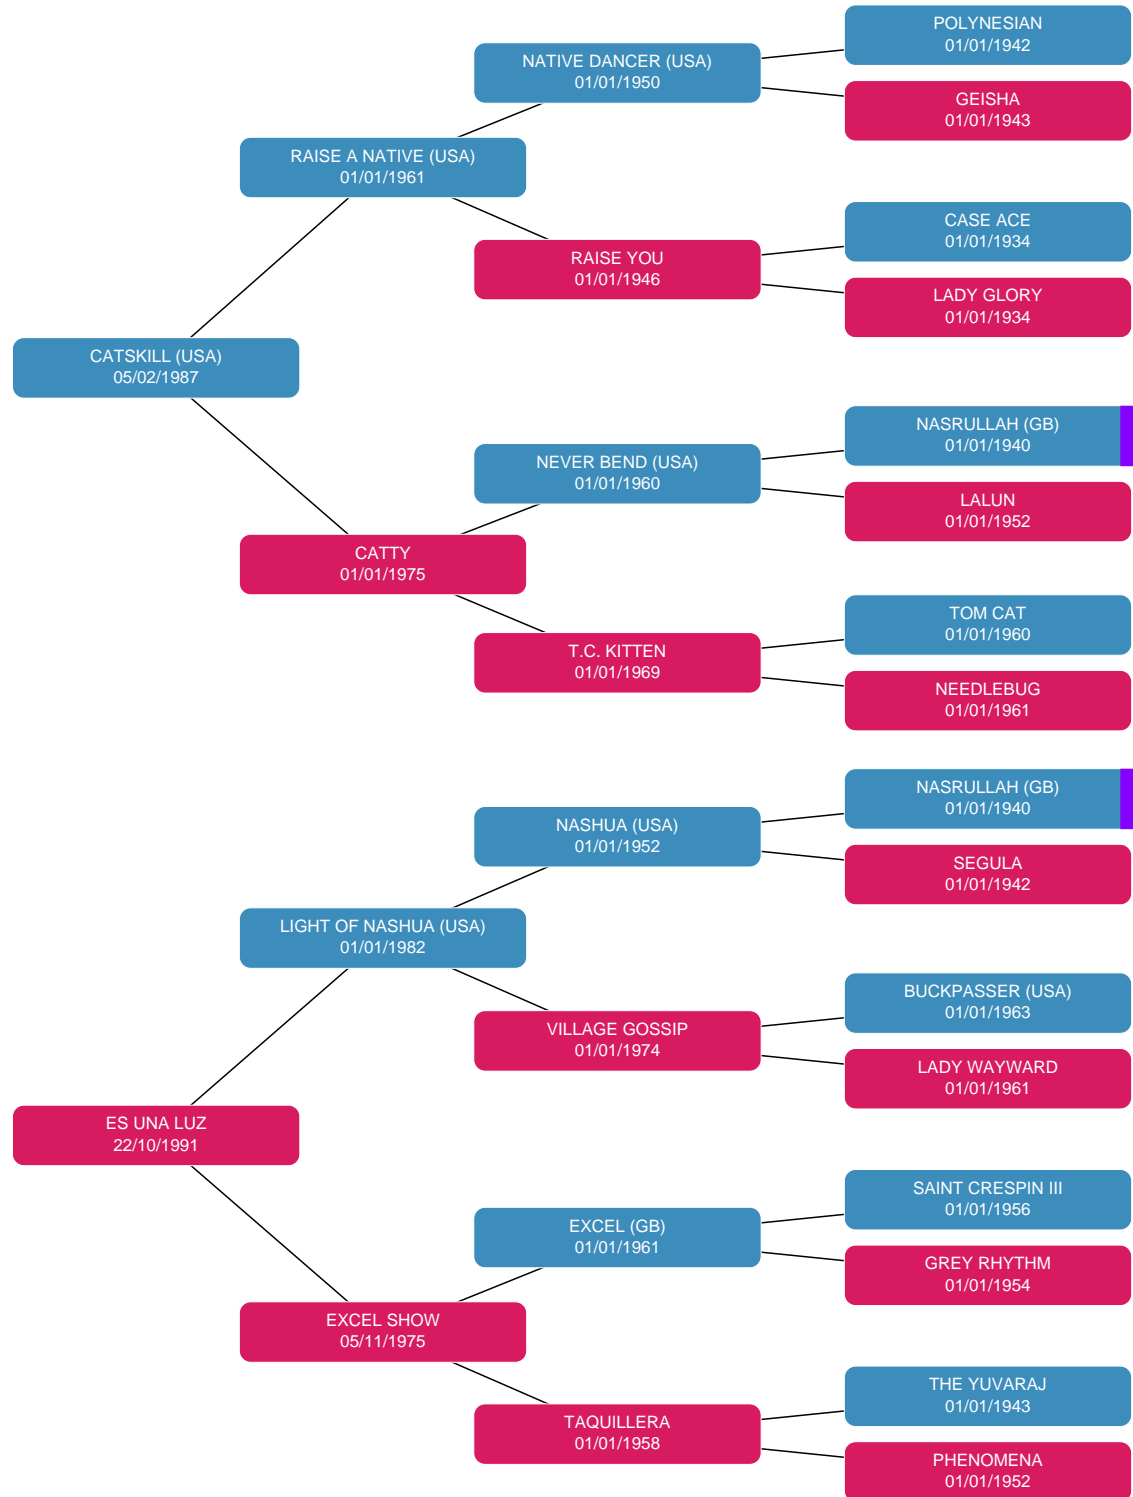 POLYNESIAN
01/01/1942
NATIVE DANCER (USA)
01/01/1950
GEISHA
01/01/1943
RAISE A NATIVE (USA)
01/01/1961
CASE ACE
01/01/1934
RAISE YOU
01/01/1946
LADY GLORY
01/01/1934
CATSKILL (USA)
05/02/1987
NASRULLAH (GB)
01/01/1940
NEVER BEND (USA)
01/01/1960
LALUN
01/01/1952
CATTY
01/01/1975
TOM CAT
01/01/1960
T.C. KITTEN
01/01/1969
NEEDLEBUG
01/01/1961
NASRULLAH (GB)
01/01/1940
NASHUA (USA)
01/01/1952
SEGULA
01/01/1942
LIGHT OF NASHUA (USA)
01/01/1982
BUCKPASSER (USA)
01/01/1963
VILLAGE GOSSIP
01/01/1974
LADY WAYWARD
01/01/1961
ES UNA LUZ
22/10/1991
SAINT CRESPIN III
01/01/1956
EXCEL (GB)
01/01/1961
GREY RHYTHM
01/01/1954
EXCEL SHOW
05/11/1975
THE YUVARAJ
01/01/1943
TAQUILLERA
01/01/1958
PHENOMENA
01/01/1952